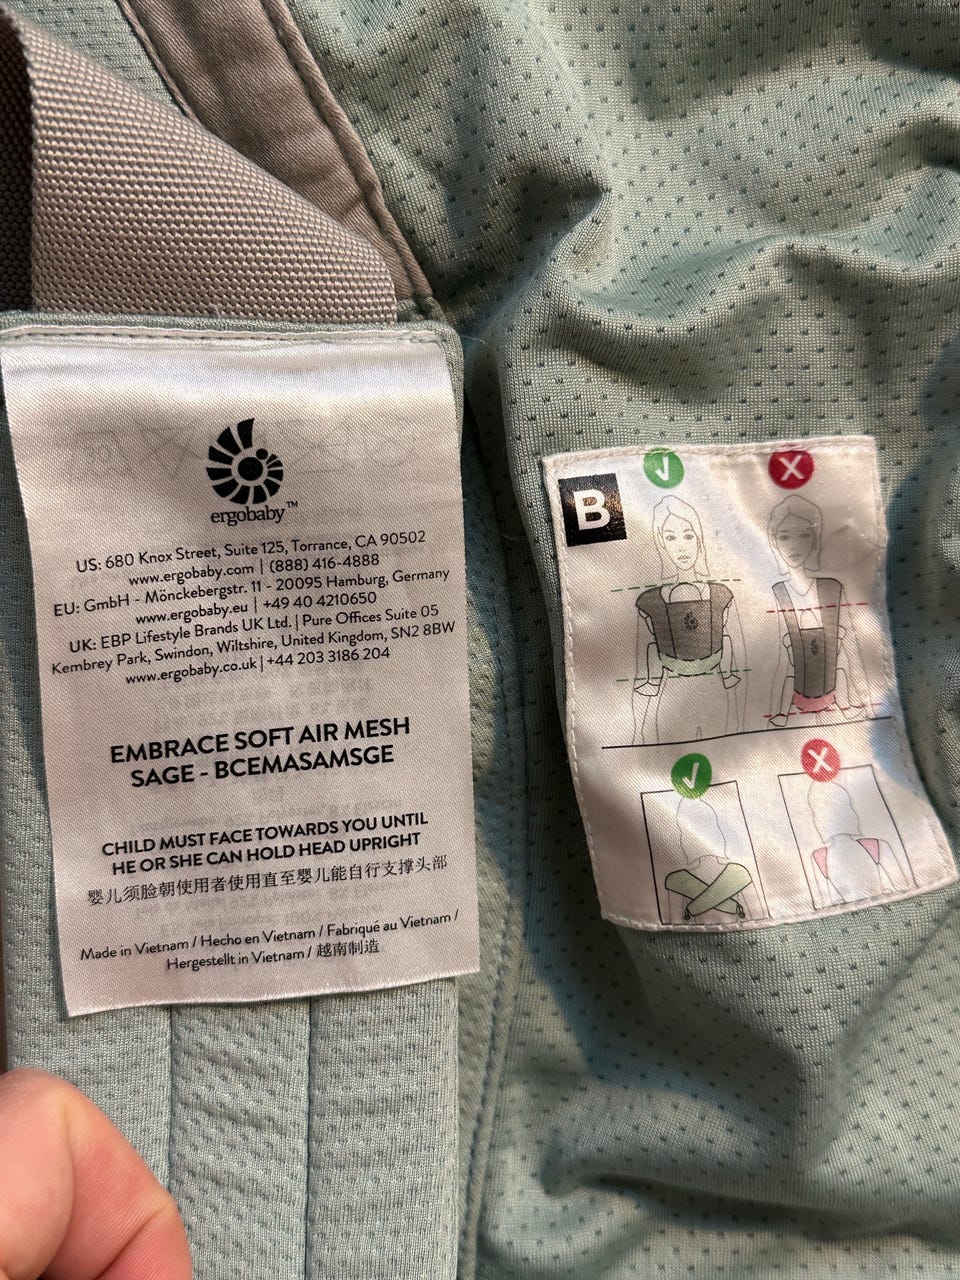 ergobaby™
US: 680 Knox Street, Suite 125, Torrance, CA 90502
www.ergobaby.com | (888) 416-4888
EU: GmbH - Mönckebergstr. 11 - 20095 Hamburg, Germany
www.ergobaby.eu | +49 40 4210650
UK: EBP Lifestyle Brands UK Ltd. | Pure Offices Suite 05
Kembrey Park, Swindon, Wiltshire, United Kingdom, SN2 8BW
www.ergobaby.co.uk | +44 203 3186 204
EMBRACE SOFT AIR MESH
SAGE - BCEMASAMSGE
CHILD MUST FACE TOWARDS YOU UNTIL
HE OR SHE CAN HOLD HEAD UPRIGHT
婴儿须脸朝使用者使用直至婴儿能自行支撑头部
Made in Vietnam / Hecho en Vietnam / Fabriqué au Vietnam /
Hergestellt in Vietnam / 越南制造
B